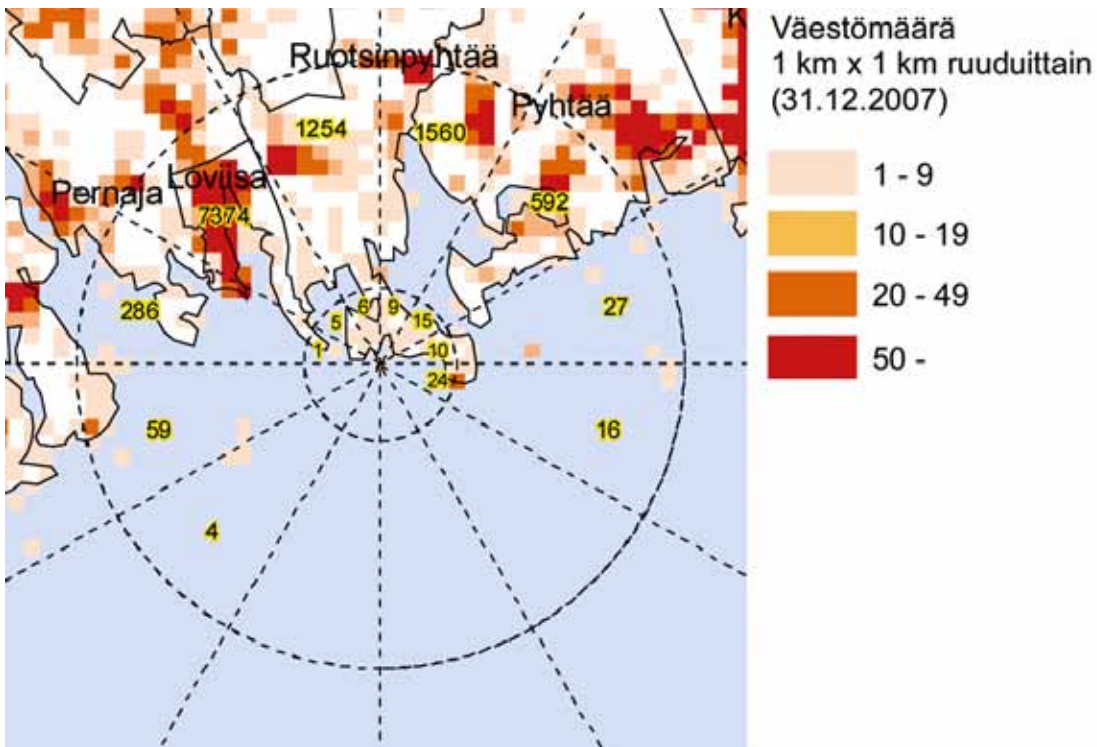 Väestömäärä
1 km x 1 km ruuduittain
(31.12.2007)
1 - 9
10 - 19
20 - 49
50 -
K
Ruotsinpyhtää
Pyhtää
1254
1560
Loviisa
Pernaja
592
7374
286
27
6
9
5
15
1
10
24
59
16
4